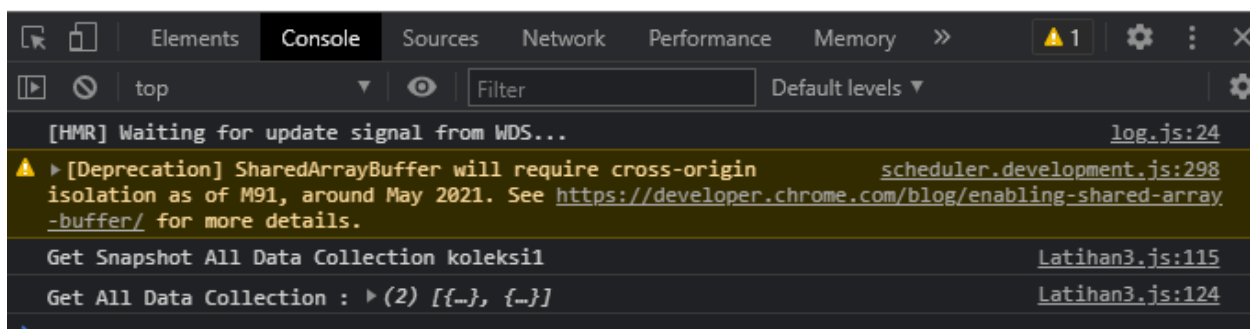 Elements Console Sources Network Performance Memory » 1
top Filter Default levels
[HMR] Waiting for update signal from WDS... log.js:24
[Deprecation] SharedArrayBuffer will require cross-origin scheduler.development.js:298
isolation as of M91, around May 2021. See https://developer.chrome.com/blog/enabling-shared-array
-buffer/ for more details.
Get Snapshot All Data Collection koleksi1 Latihan3.js:115
Get All Data Collection : (2) [{…}, {…}] Latihan3.js:124